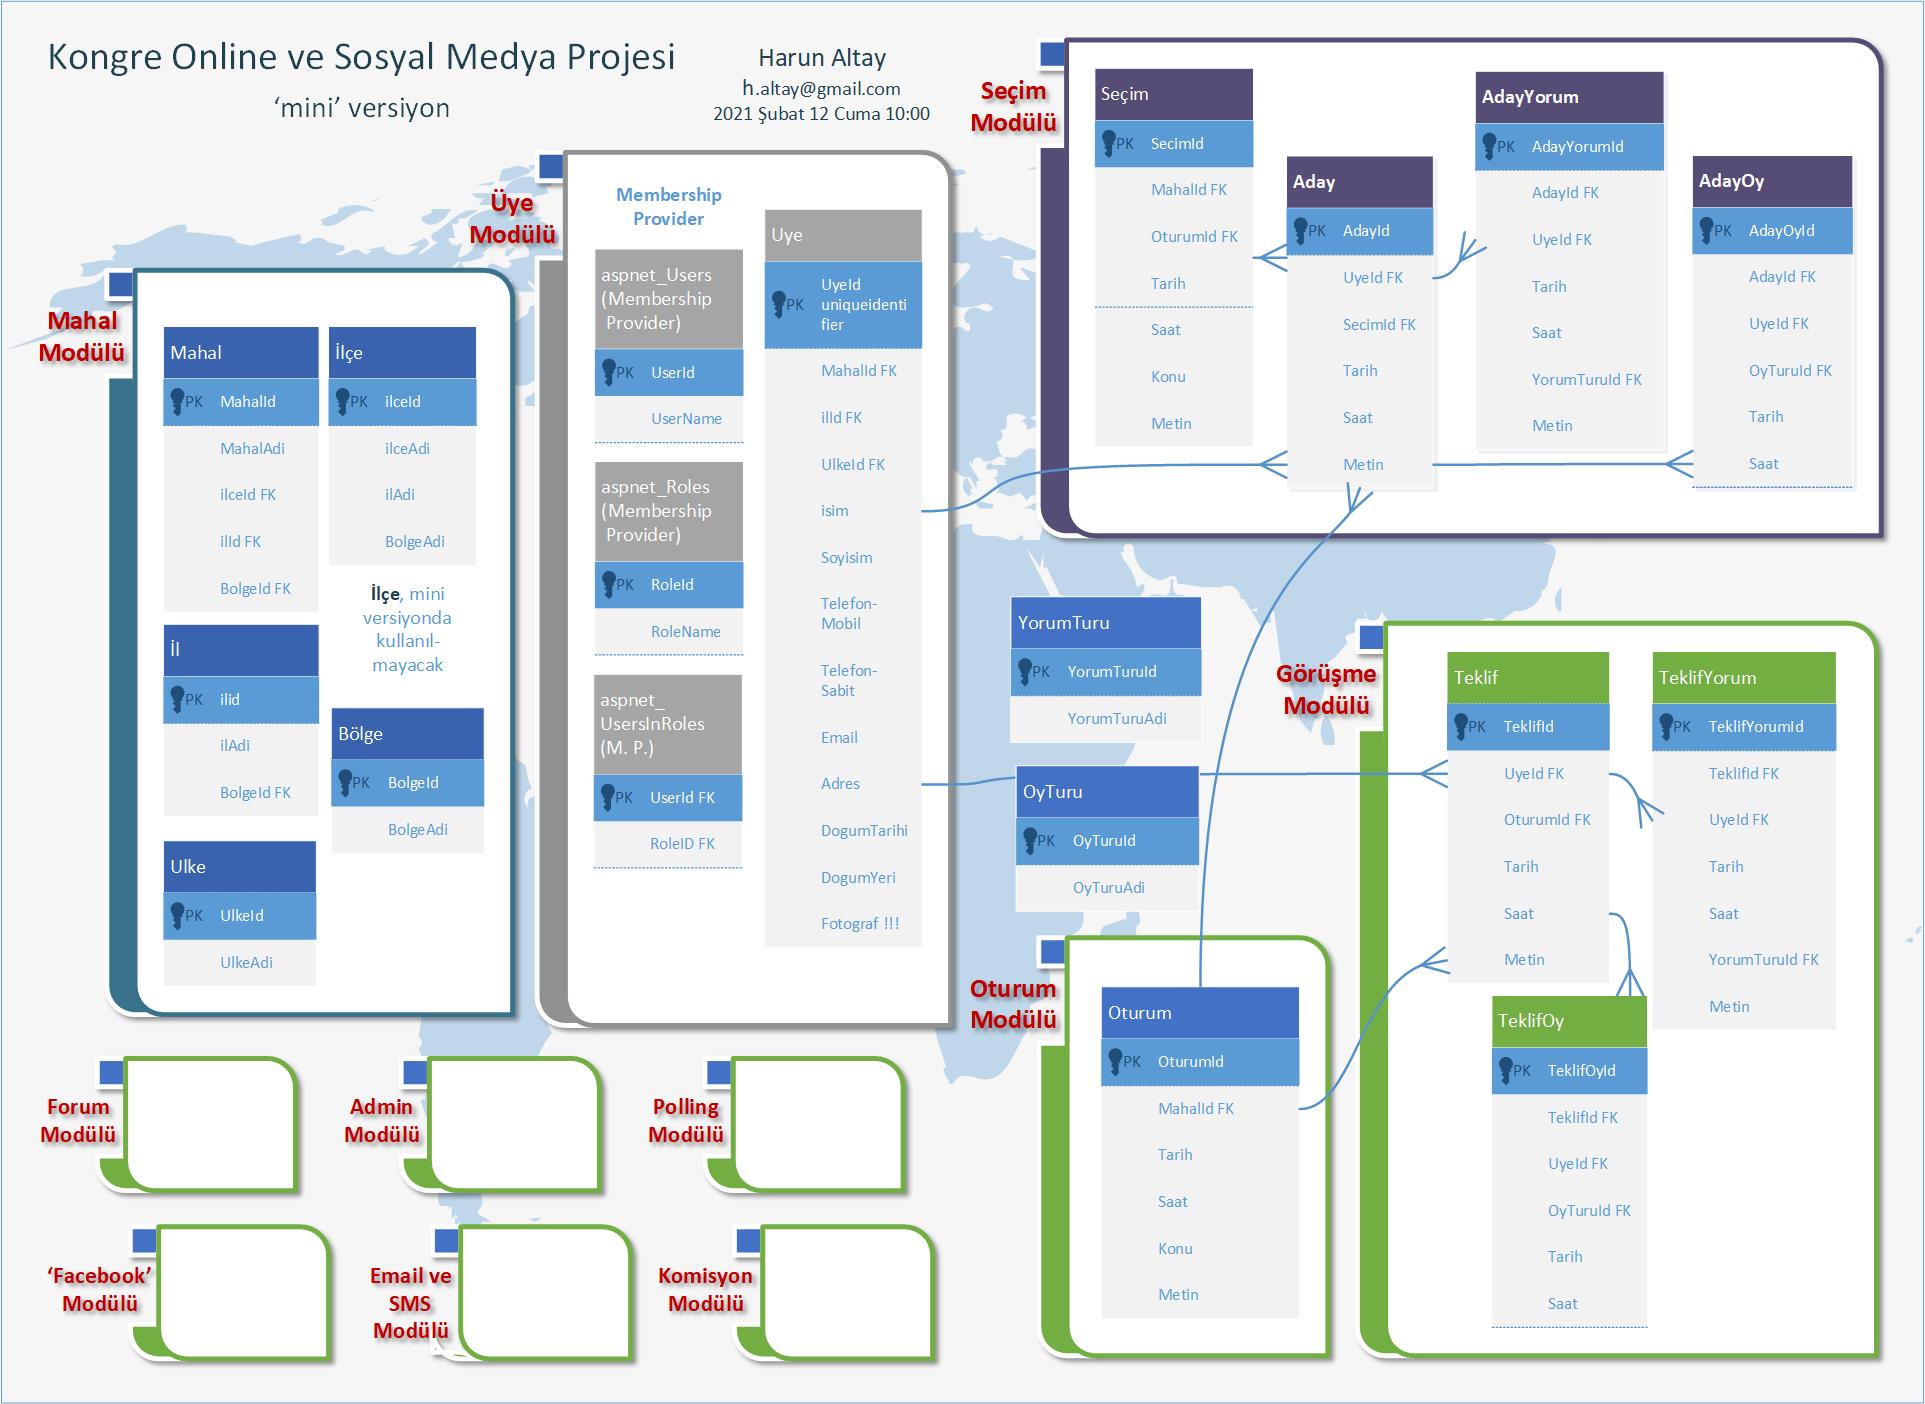 Kongre Online ve Sosyal Medya Projesi
‘mini’ versiyon
Harun Altay
h.altay@gmail.com
2021 Şubat 12 Cuma 10:00
Mahal
Modülü
Mahal
PK MahalId
MahalAdi
ilceId FK
ilId FK
BolgeId FK
İlçe
PK ilceId
ilceAdi
ilAdi
BolgeAdi
İlçe, mini
versiyonda
kullanıl-
mayacak
İl
PK ilid
ilAdi
BolgeId FK
Bölge
PK BolgeId
BolgeAdi
Ulke
PK UlkeId
UlkeAdi
Üye
Modülü
Membership
Provider
aspnet_Users
(Membership
Provider)
PK UserId
UserName
aspnet_Roles
(Membership
Provider)
PK RoleId
RoleName
aspnet_
UsersInRoles
(M. P.)
PK UserId FK
RoleID FK
Uye
PK UyeId
uniqueidenti
fier
MahalId FK
ilId FK
UlkeId FK
isim
Soyisim
Telefon-
Mobil
Telefon-
Sabit
Email
Adres
DogumTarihi
DogumYeri
Fotograf !!!
Seçim
Modülü
Seçim
PK SecimId
MahalId FK
OturumId FK
Tarih
Saat
Konu
Metin
Aday
PK AdayId
UyeId FK
SecimId FK
Tarih
Saat
Metin
AdayYorum
PK AdayYorumId
AdayId FK
UyeId FK
Tarih
Saat
YorumTuruId FK
Metin
AdayOy
PK AdayOyId
AdayId FK
UyeId FK
OyTuruId FK
Tarih
Saat
YorumTuru
PK YorumTuruId
YorumTuruAdi
OyTuru
PK OyTuruId
OyTuruAdi
Oturum
Modülü
Oturum
PK OturumId
MahalId FK
Tarih
Saat
Konu
Metin
Görüşme
Modülü
Teklif
PK TeklifId
UyeId FK
OturumId FK
Tarih
Saat
Metin
TeklifYorum
PK TeklifYorumId
TeklifId FK
UyeId FK
Tarih
Saat
YorumTuruId FK
Metin
TeklifOy
PK TeklifOyId
TeklifId FK
UyeId FK
OyTuruId FK
Tarih
Saat
Forum
Modülü
Admin
Modülü
Polling
Modülü
‘Facebook’
Modülü
Email ve
SMS
Modülü
Komisyon
Modülü